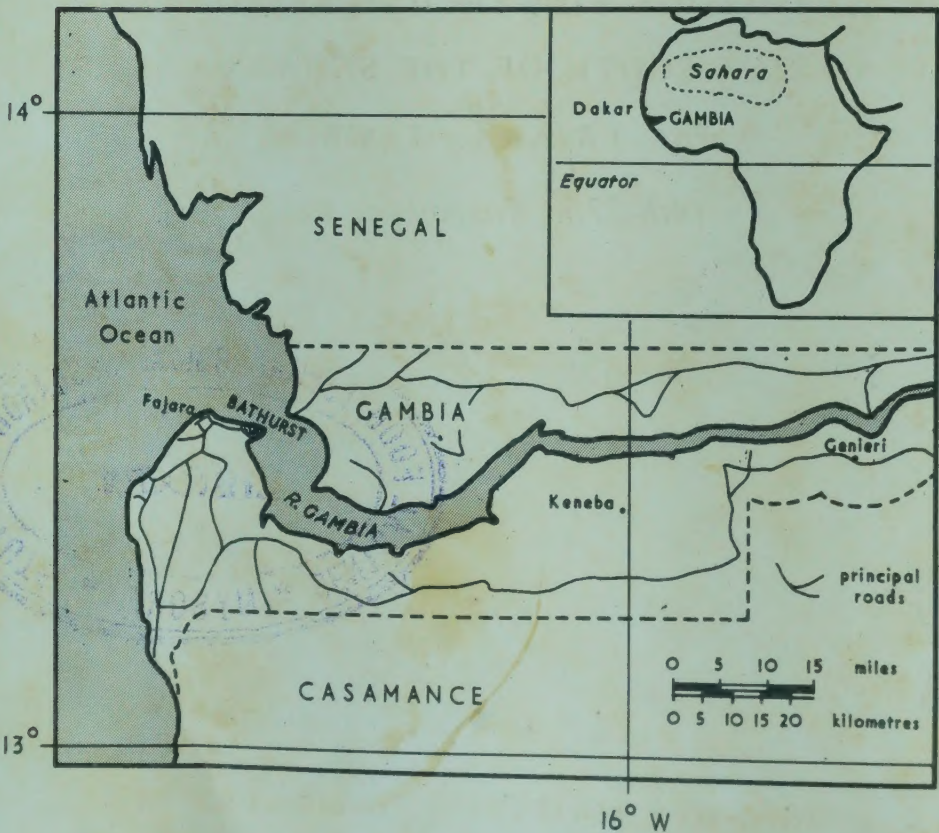 14°
Sahara
Dakar
GAMBIA
Equator
SENEGAL
Atlantic
Ocean
Fajara
BATHURST
GAMBIA
R. GAMBIA
Genieri
Keneba
principal
roads
0 5 10 15 miles
0 5 10 15 20 kilometres
CASAMANCE
13°
16° W